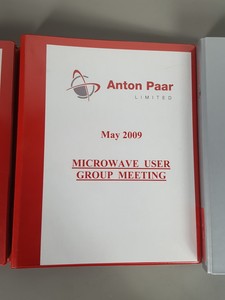 Anton Paar
LIMITED
May 2009
MICROWAVE USER
GROUP MEETING